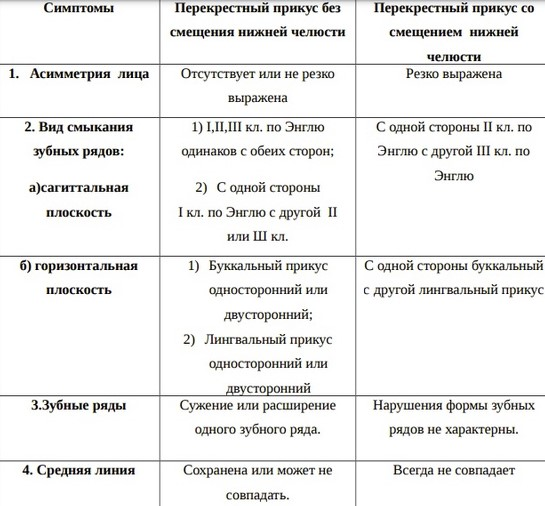 Симптомы
Перекрестный прикус без
смещения нижней челюсти
Перекрестный прикус со
смещением нижней
челюсти
1. Асимметрия лица
Отсутствует или не резко
выражена
Резко выражена
2. Вид смыкания
зубных рядов:
а)сагиттальная
плоскость
1) I,II,III кл. по Энглю
одинаков с обеих сторон;
2) С одной стороны
I кл. по Энглю с другой II
или Ш кл.
С одной стороны II кл. по
Энглю с другой III кл. по
Энглю
б) горизонтальная
плоскость
1) Буккальный прикус
односторонний или
двусторонний;
2) Лингвальный прикус
односторонний или
двусторонний
С одной стороны буккальный
с другой лингвальный прикус
3.Зубные ряды
Сужение или расширение
одного зубного ряда.
Нарушения формы зубных
рядов не характерны.
4. Средняя линия
Сохранена или может не
совпадать.
Всегда не совпадает